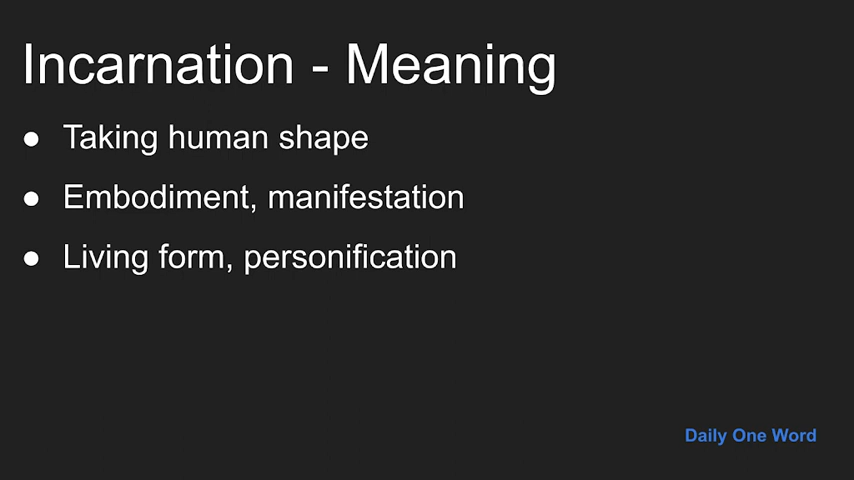 Incarnation - Meaning
● Taking human shape
● Embodiment, manifestation
● Living form, personification
Daily One Word